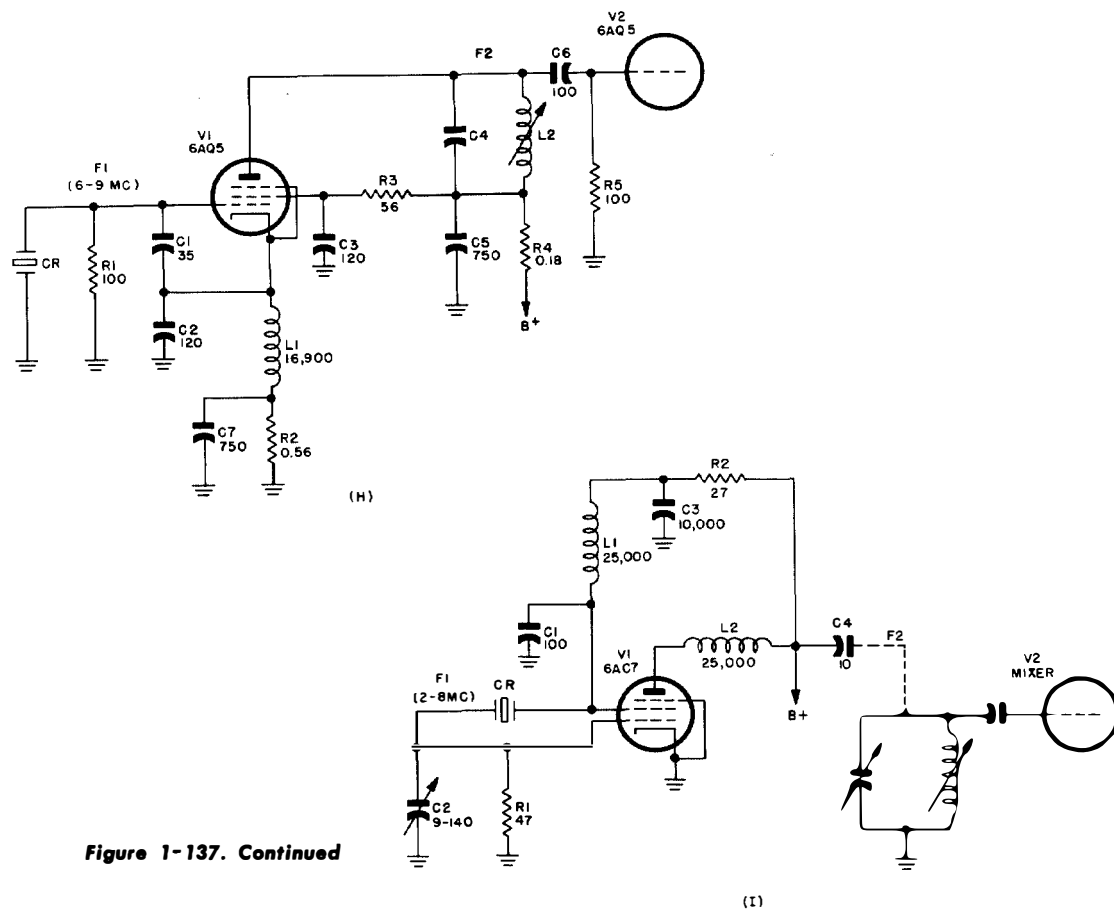 V2
6AQ5
F2
C6
100
V1
6AQ5
C4
L2
F1
(6-9 MC)
R3
56
R5
100
CR
R1
100
C1
35
C3
120
C5
750
R4
0.18
B+
C2
120
L1
16,900
C7
750
R2
0.56
(H)
R2
27
C3
10,000
L1
25,000
C1
100
V1
6AC7
L2
25,000
C4
10
F2
V2
MIXER
F1
(2-8MC)
CR
B+
C2
9-140
R1
47
Figure 1-137. Continued
(I)